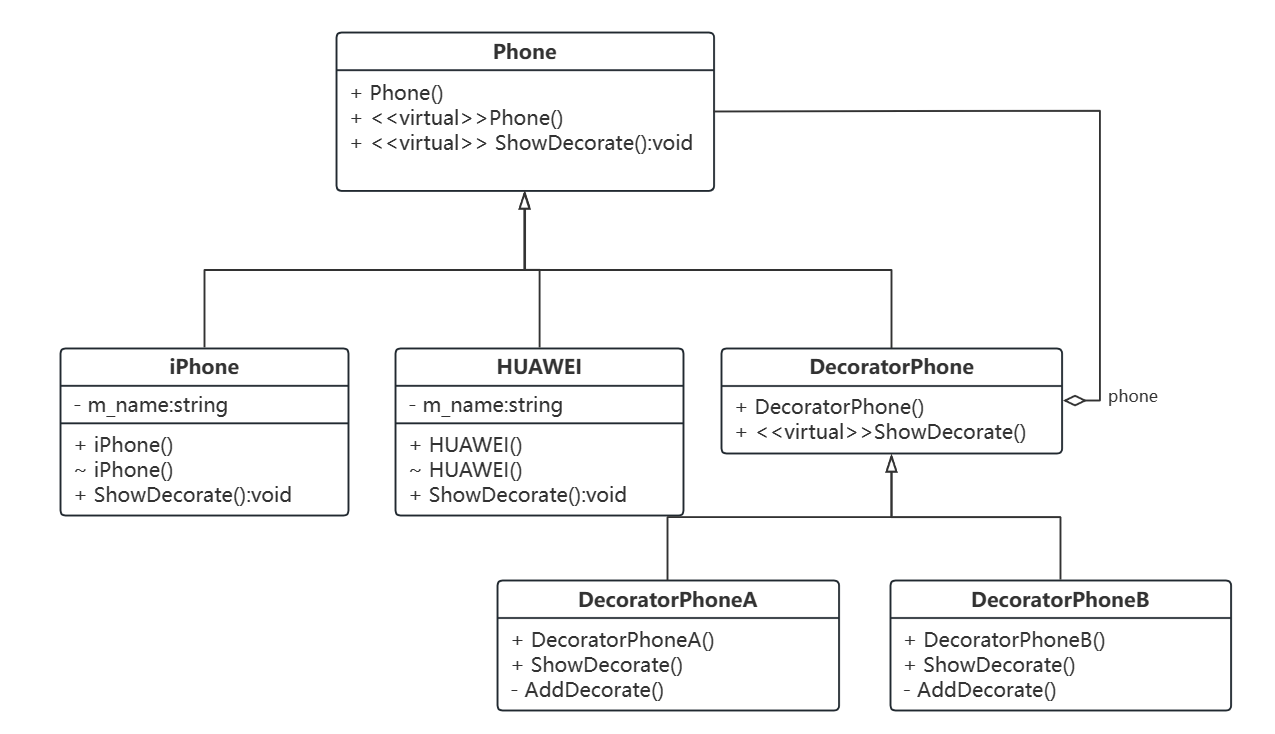 Phone
+ Phone()
+ <<virtual>>Phone()
+ <<virtual>> ShowDecorate():void
iPhone
- m_name:string
+ iPhone()
~ iPhone()
+ ShowDecorate():void
HUAWEI
- m_name:string
+ HUAWEI()
~ HUAWEI()
+ ShowDecorate():void
DecoratorPhone
+ DecoratorPhone()
+ <<virtual>>ShowDecorate()
phone
DecoratorPhoneA
+ DecoratorPhoneA()
+ ShowDecorate()
- AddDecorate()
DecoratorPhoneB
+ DecoratorPhoneB()
+ ShowDecorate()
- AddDecorate()